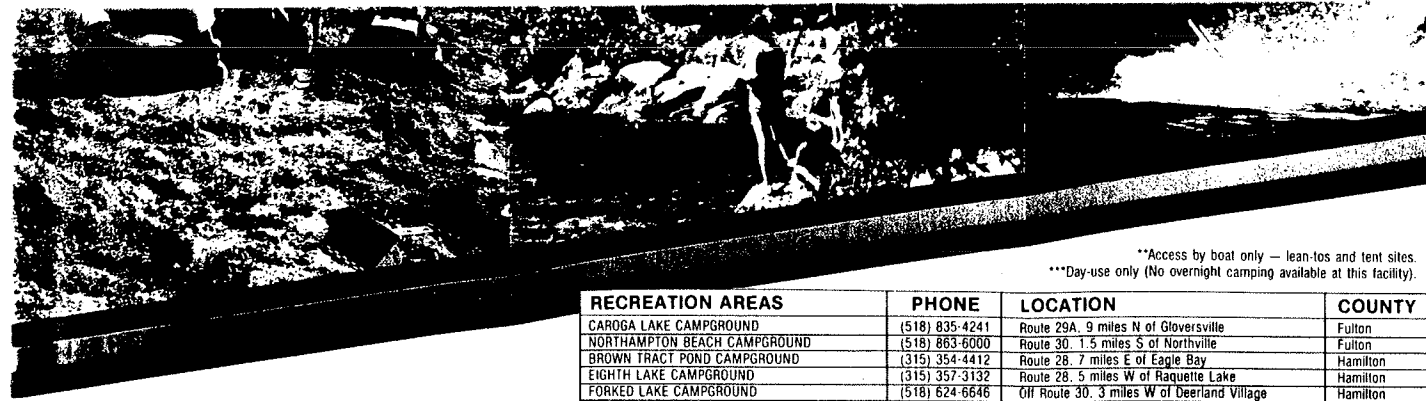 **Access by boat only — lean-tos and tent sites.
***Day-use only (No overnight camping available at this facility).
RECREATION AREAS PHONE LOCATION COUNTY
CAROGA LAKE CAMPGROUND (518) 835-4241 Route 29A, 9 miles N of Gloversville Fulton
NORTHAMPTON BEACH CAMPGROUND (518) 863-6000 Route 30. 1.5 miles S of Northville Fulton
BROWN TRACT POND CAMPGROUND (315) 354-4412 Route 28. 7 miles E of Eagle Bay Hamilton
EIGHTH LAKE CAMPGROUND (315) 357-3132 Route 28. 5 miles W of Raquette Lake Hamilton
FORKED LAKE CAMPGROUND (518) 624-6646 Off Route 30. 3 miles W of Deerland Village Hamilton